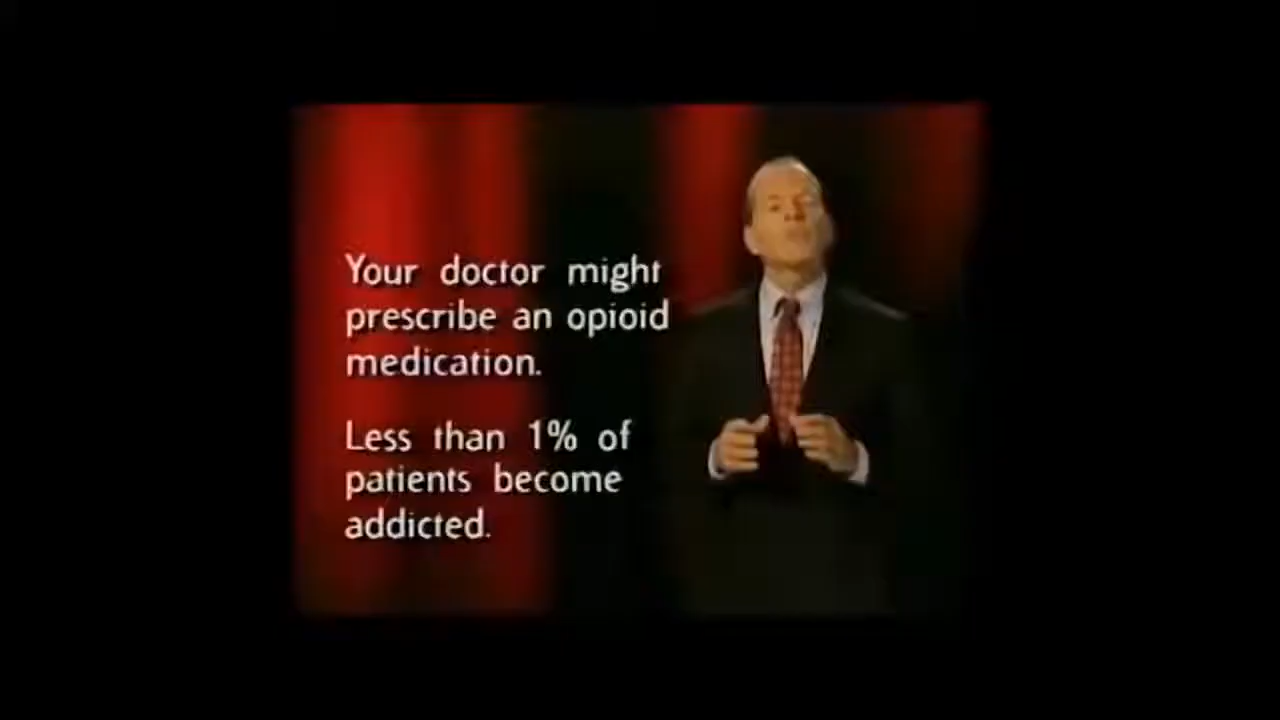 Your doctor might
prescribe an opioid
medication.
Less than 1% of
patients become
addicted.